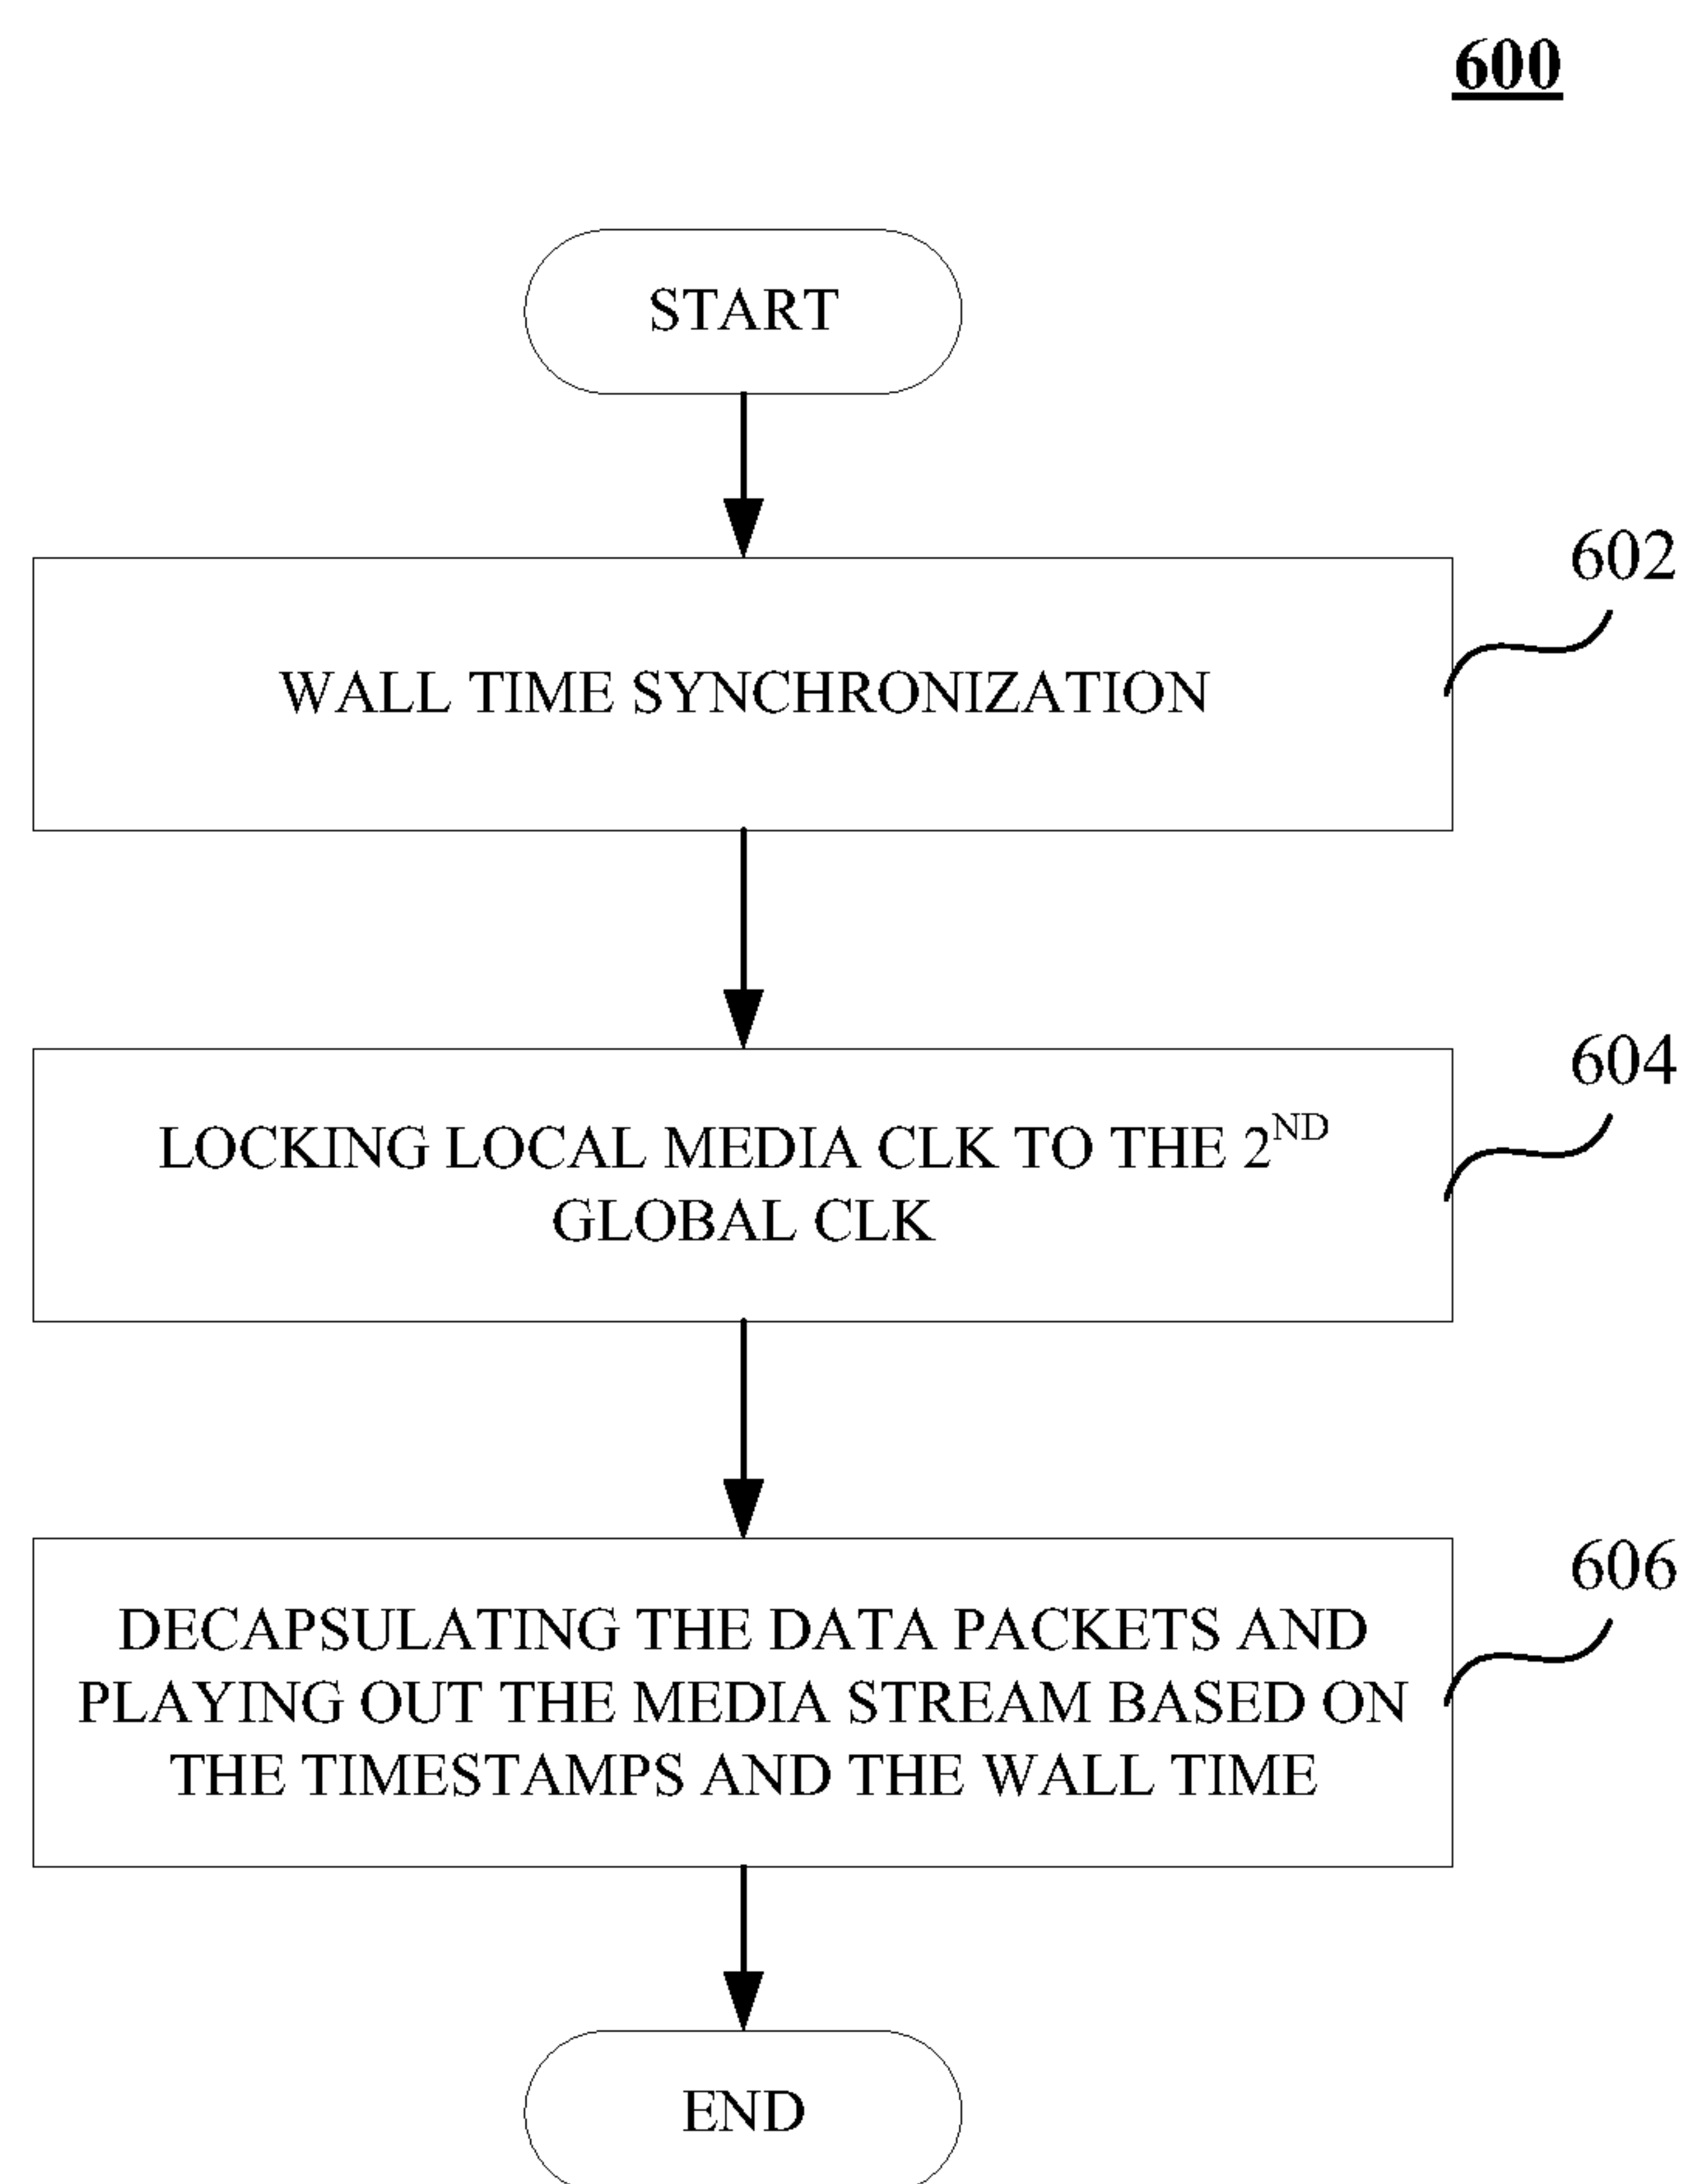 600
START
602
WALL TIME SYNCHRONIZATION
604
LOCKING LOCAL MEDIA CLK TO THE 2ND
GLOBAL CLK
606
DECAPSULATING THE DATA PACKETS AND
PLAYING OUT THE MEDIA STREAM BASED ON
THE TIMESTAMPS AND THE WALL TIME
END